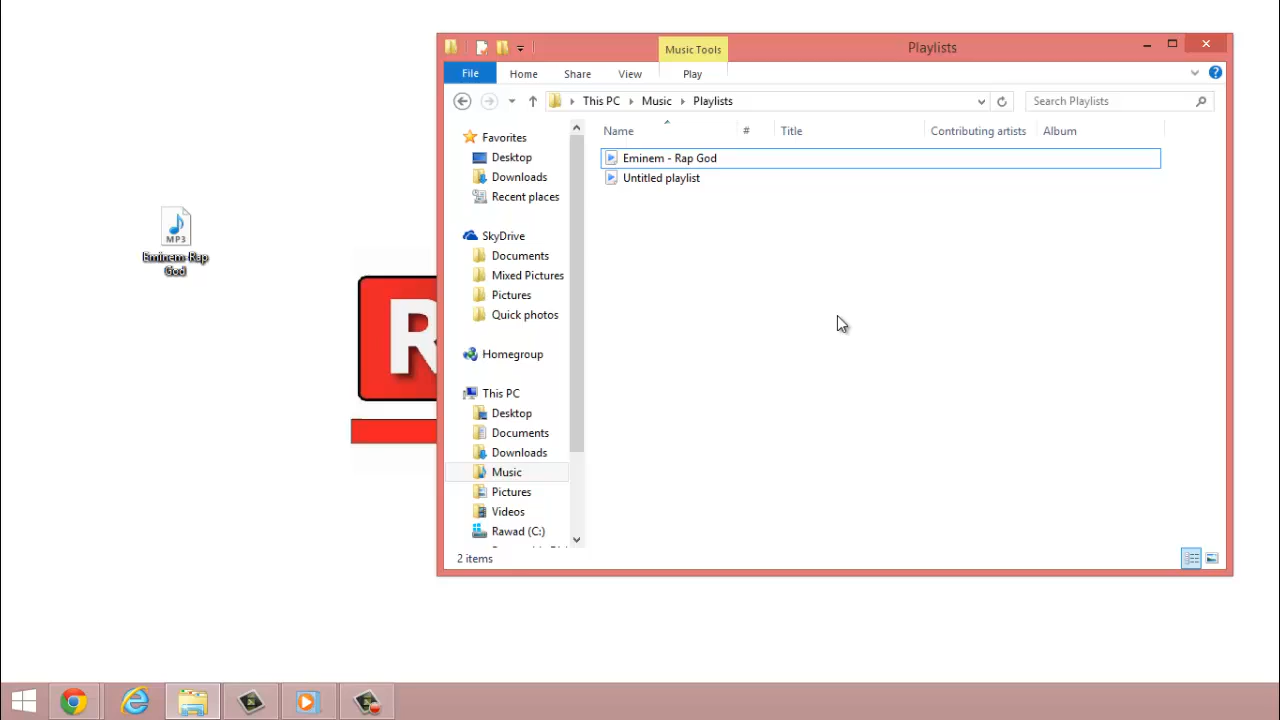 Playlists
Music Tools
File
Home
Share
View
Play
This PC
Music
Playlists
Search Playlists
Name
#
Title
Contributing artists
Album
Eminem - Rap God
Untitled playlist
Favorites
Desktop
Downloads
Recent places
SkyDrive
Documents
Mixed Pictures
Pictures
Quick photos
Homegroup
This PC
Desktop
Documents
Downloads
Music
Pictures
Videos
Rawad (C:)
2 items
MP3
Eminem-Rap
God
R